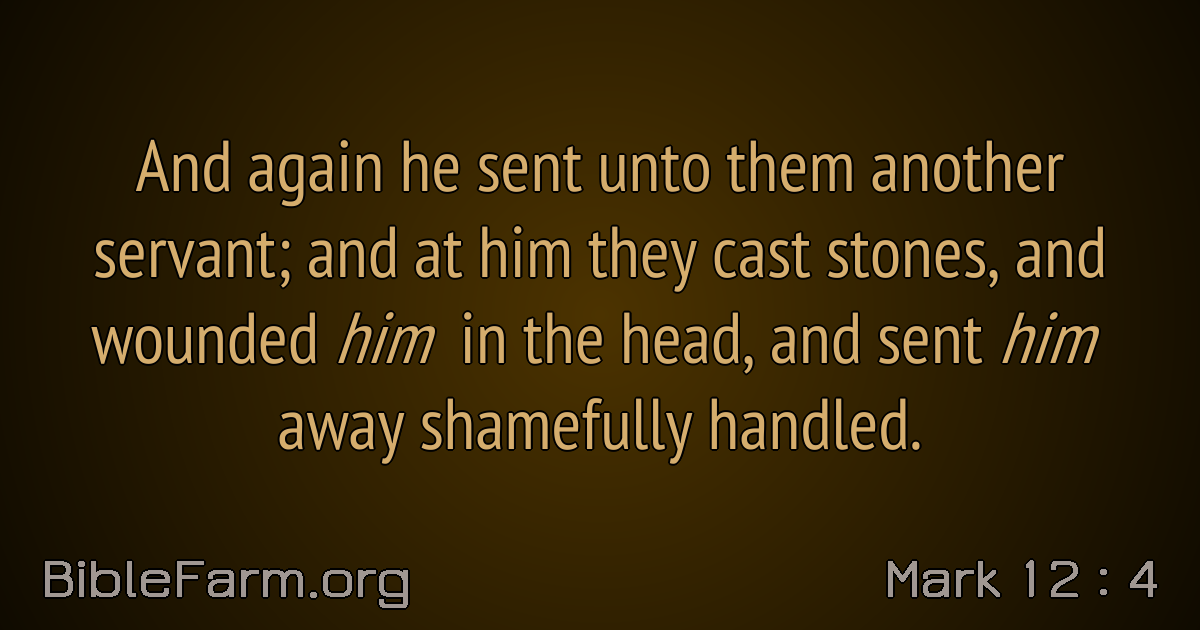 And again he sent unto them another
servant; and at him they cast stones, and
wounded him in the head, and sent him
away shamefully handled.
BibleFarm.org
Mark 12 : 4